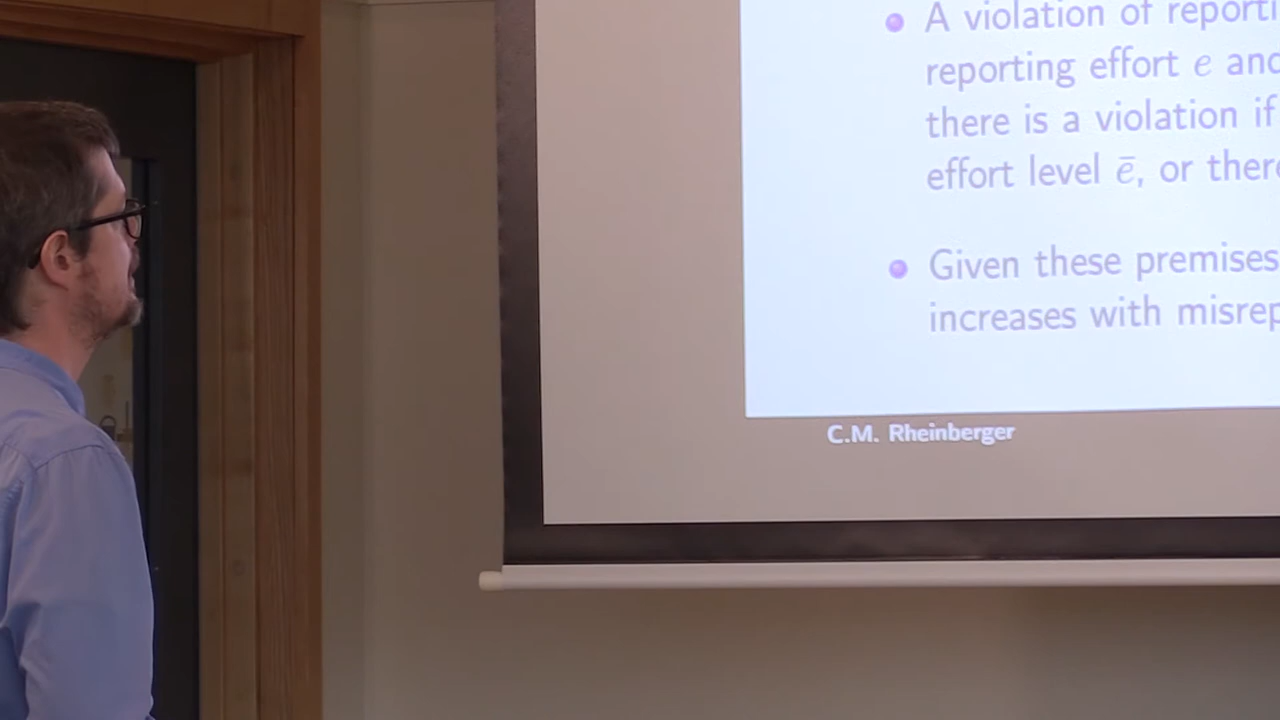 A violation of reporti
reporting effort e and
there is a violation if
effort level ē, or there
Given these premises
increases with misrep
C.M. Rheinberger